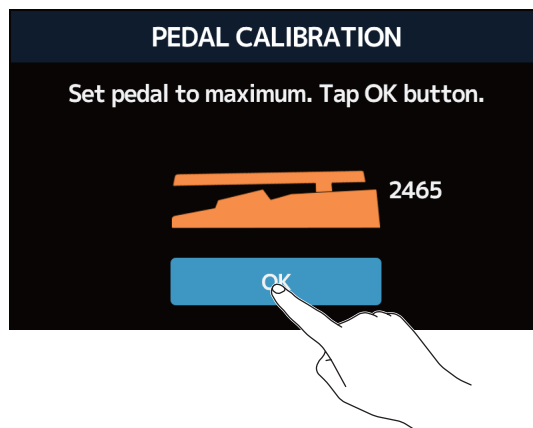 PEDAL CALIBRATION
Set pedal to maximum. Tap OK button.
2465
OK